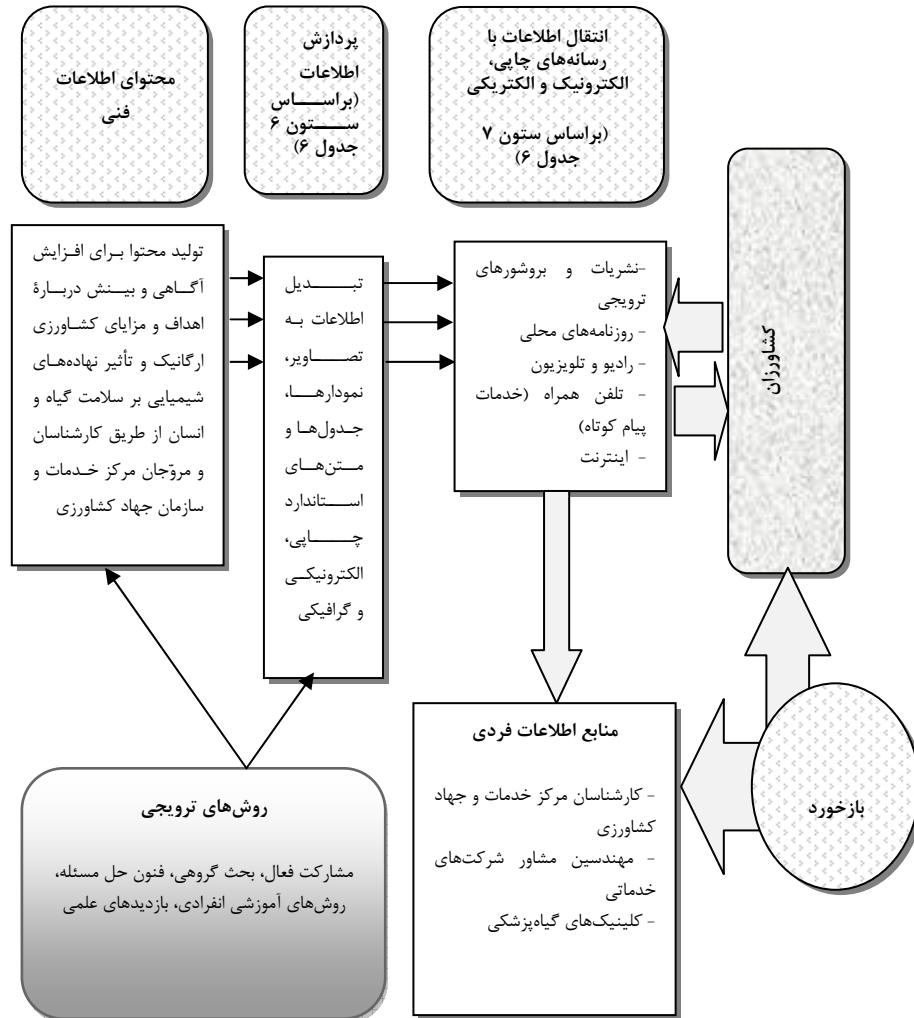 انتقال اطلاعات با
رسانه‌های چاپی،
الکترونیک و الکتریکی
(براساس ستون ۷
جدول ۶)
پردازش
اطلاعات
(براساس
ستون ۶
جدول ۶)
محتوای اطلاعات
فنی
کشاورزان
-نشریات و بروشورهای
ترویجی
- روزنامه‌های محلی
- رادیو و تلویزیون
- تلفن همراه (خدمات
پیام کوتاه)
- اینترنت
تبدیل
اطلاعات به
تصاویر،
نمودارها،
جدول‌ها و
متن‌های
استاندارد
چاپی،
الکترونیکی
و گرافیکی
تولید محتوا برای افزایش
آگاهی و بینش دربارۀ
اهداف و مزایای کشاورزی
ارگانیک و تأثیر نهاده‌های
شیمیایی بر سلامت گیاه و
انسان از طریق کارشناسان
و مروّجان مرکز خدمات و
سازمان جهاد کشاورزی
بازخورد
منابع اطلاعات فردی
- کارشناسان مرکز خدمات و جهاد
کشاورزی
- مهندسین مشاور شرکت‌های
خدماتی
- کلینیک‌های گیاه‌پزشکی
روش‌های ترویجی
مشارکت فعال، بحث گروهی، فنون حل مسئله،
روش‌های آموزشی انفرادی، بازدیدهای علمی